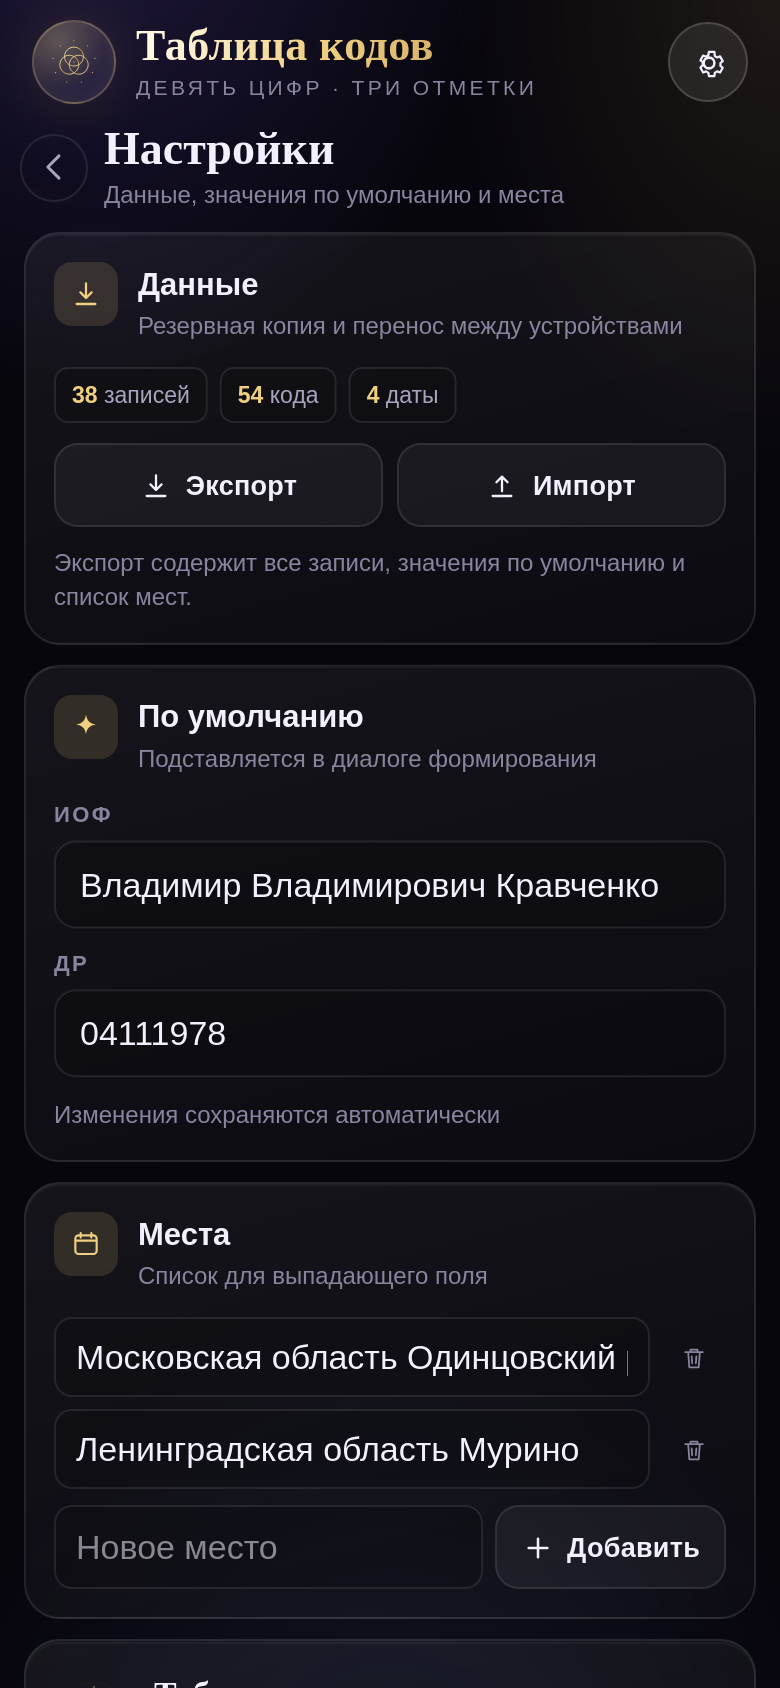 Таблица кодов
ДЕВЯТЬ ЦИФР · ТРИ ОТМЕТКИ
Настройки
Данные, значения по умолчанию и места
Данные
Резервная копия и перенос между устройствами
38 записей
54 кода
4 даты
Экспорт
Импорт
Экспорт содержит все записи, значения по умолчанию и
список мест.
По умолчанию
Подставляется в диалоге формирования
ИОФ
Владимир Владимирович Кравченко
ДР
04111978
Изменения сохраняются автоматически
Места
Список для выпадающего поля
Московская область Одинцовский
Ленинградская область Мурино
Новое место
Добавить